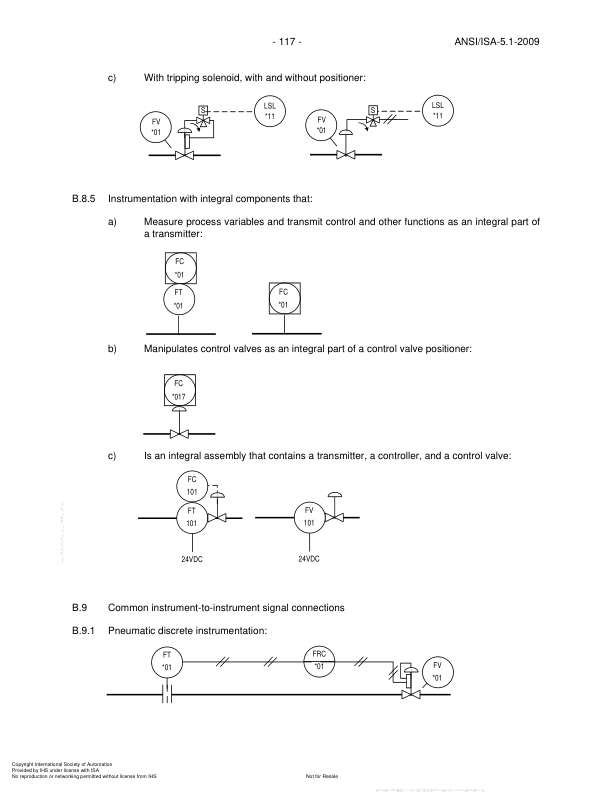 - 117 - ANSI/ISA-5.1-2009
c) With tripping solenoid, with and without positioner:
FV
*01
S
LSL
*11
FV
*01
S
LSL
*11
B.8.5 Instrumentation with integral components that:
a) Measure process variables and transmit control and other functions as an integral part of
a transmitter:
FC
*01
FT
*01
FC
*01
b) Manipulates control valves as an integral part of a control valve positioner:
FC
*017
c) Is an integral assembly that contains a transmitter, a controller, and a control valve:
FC
101
FT
101
24VDC
FV
101
24VDC
B.9 Common instrument-to-instrument signal connections
B.9.1 Pneumatic discrete instrumentation:
FT
*01
FRC
*01
FV
*01
Copyright International Society of Automation
Provided by IHS under license with ISA
No reproduction or networking permitted without license from IHS Not for Resale